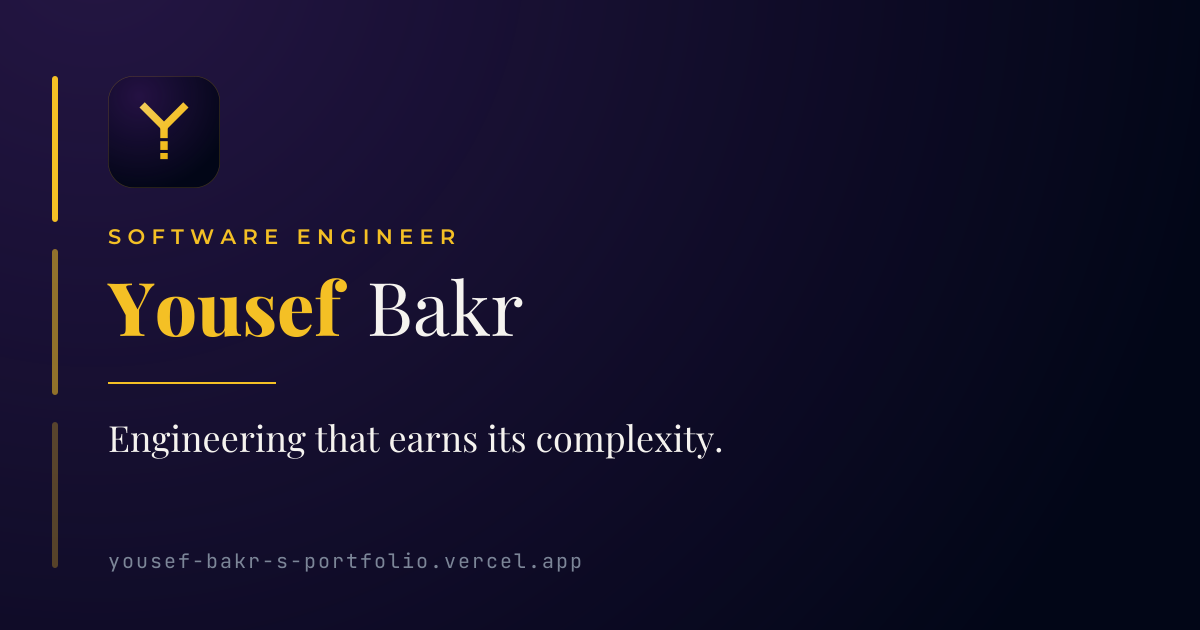 Y
SOFTWARE ENGINEER
Yousef Bakr
Engineering that earns its complexity.
yousef-bakr-s-portfolio.vercel.app